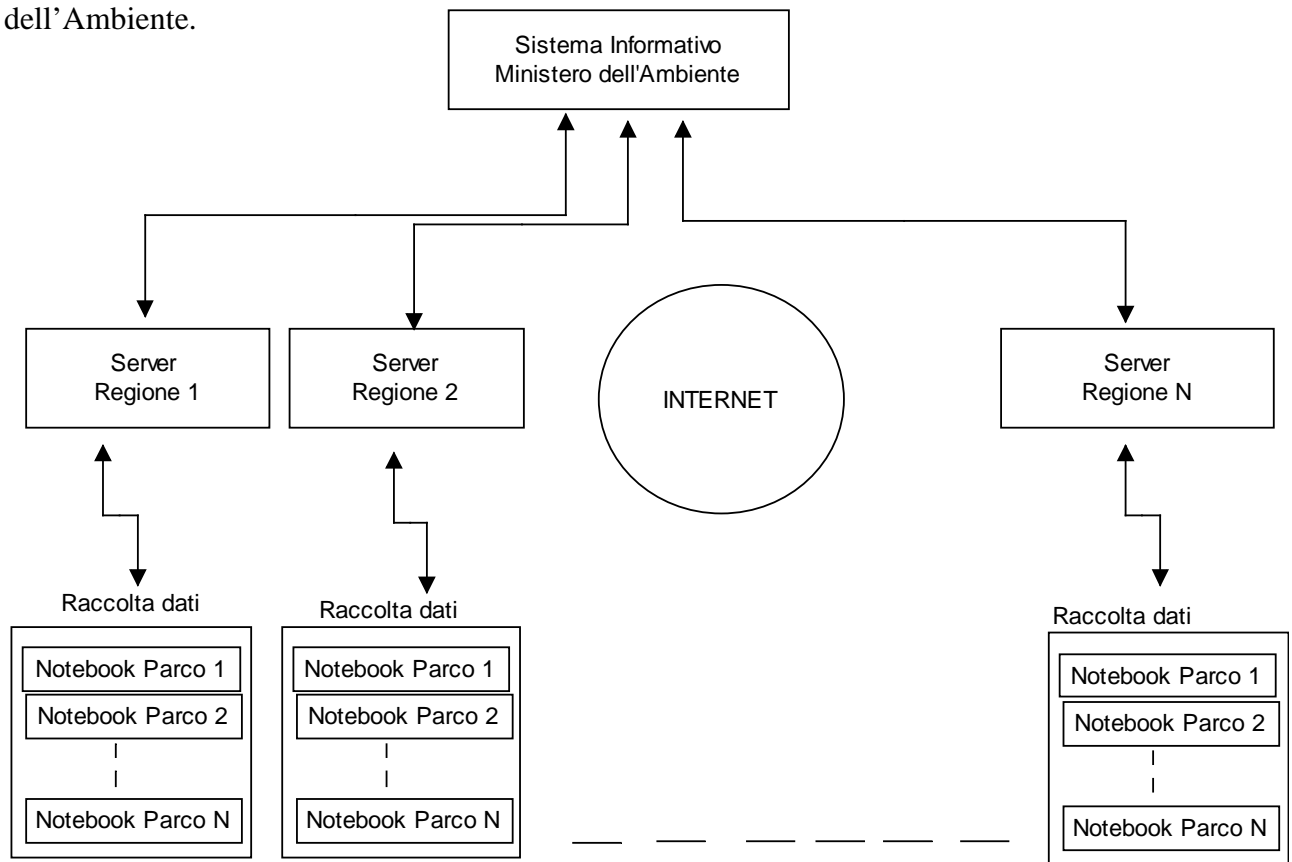 dell’Ambiente.
Sistema Informativo
Ministero dell'Ambiente
Server
Regione 1
Server
Regione 2
INTERNET
Server
Regione N
Raccolta dati
Notebook Parco 1
Notebook Parco 2
Notebook Parco N
Raccolta dati
Notebook Parco 1
Notebook Parco 2
Notebook Parco N
Raccolta dati
Notebook Parco 1
Notebook Parco 2
Notebook Parco N